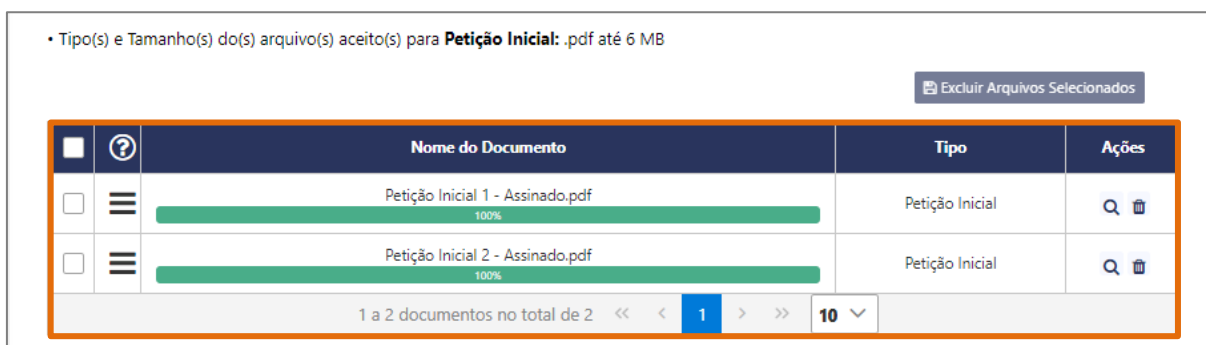 • Tipo(s) e Tamanho(s) do(s) arquivo(s) aceito(s) para Petição Inicial: .pdf até 6 MB
Excluir Arquivos Selecionados
? Nome do Documento Tipo Ações
Petição Inicial 1 - Assinado.pdf
100%
Petição Inicial
Petição Inicial 2 - Assinado.pdf
100%
Petição Inicial
1 a 2 documentos no total de 2 « < 1 > » 10